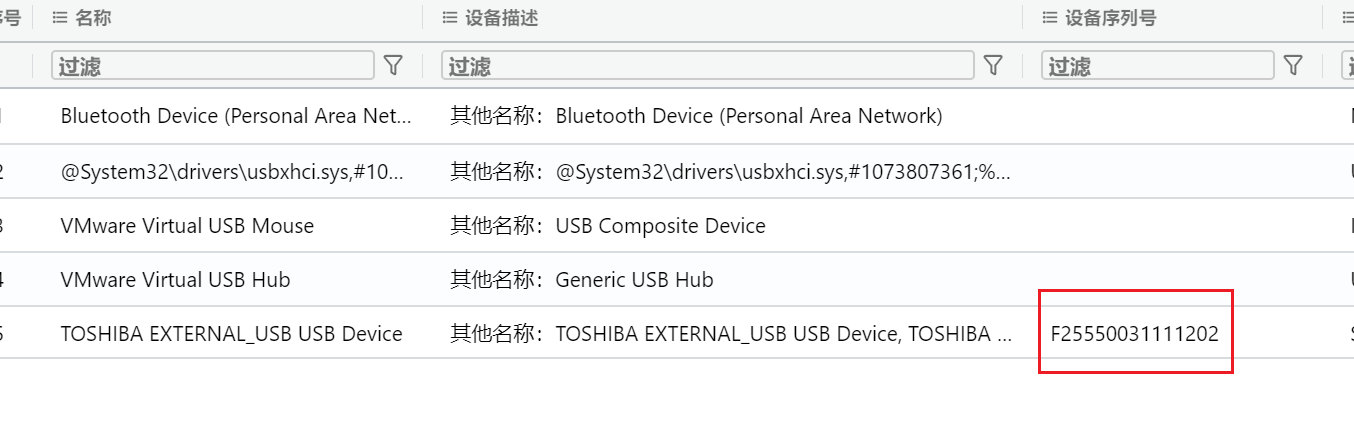 序号 名称 设备描述 设备序列号
过滤 过滤 过滤
Bluetooth Device (Personal Area Net... 其他名称：Bluetooth Device (Personal Area Network)
2 @System32\drivers\usbxhci.sys,#10... 其他名称：@System32\drivers\usbxhci.sys,#1073807361;%...
3 VMware Virtual USB Mouse 其他名称：USB Composite Device
4 VMware Virtual USB Hub 其他名称：Generic USB Hub
5 TOSHIBA EXTERNAL_USB USB Device 其他名称：TOSHIBA EXTERNAL_USB USB Device, TOSHIBA ... F25550031111202